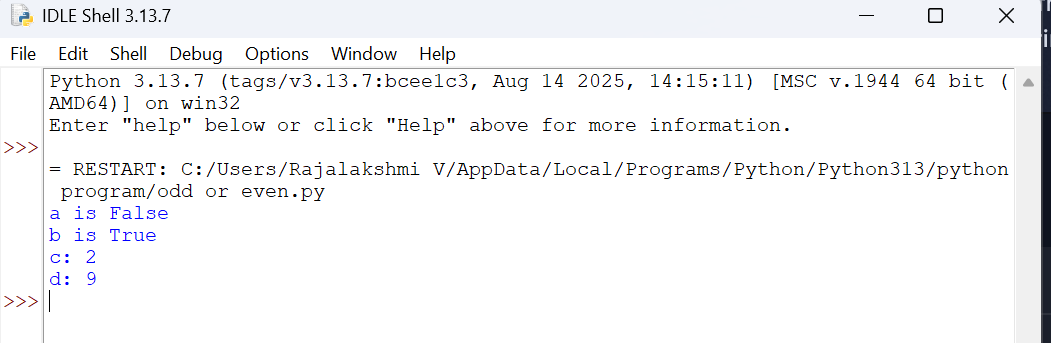 IDLE Shell 3.13.7
File Edit Shell Debug Options Window Help
Python 3.13.7 (tags/v3.13.7:bcee1c3, Aug 14 2025, 14:15:11) [MSC v.1944 64 bit (
AMD64)] on win32
Enter "help" below or click "Help" above for more information.
>>>
= RESTART: C:/Users/Rajalakshmi V/AppData/Local/Programs/Python/Python313/python
program/odd or even.py
a is False
b is True
c: 2
d: 9
>>>